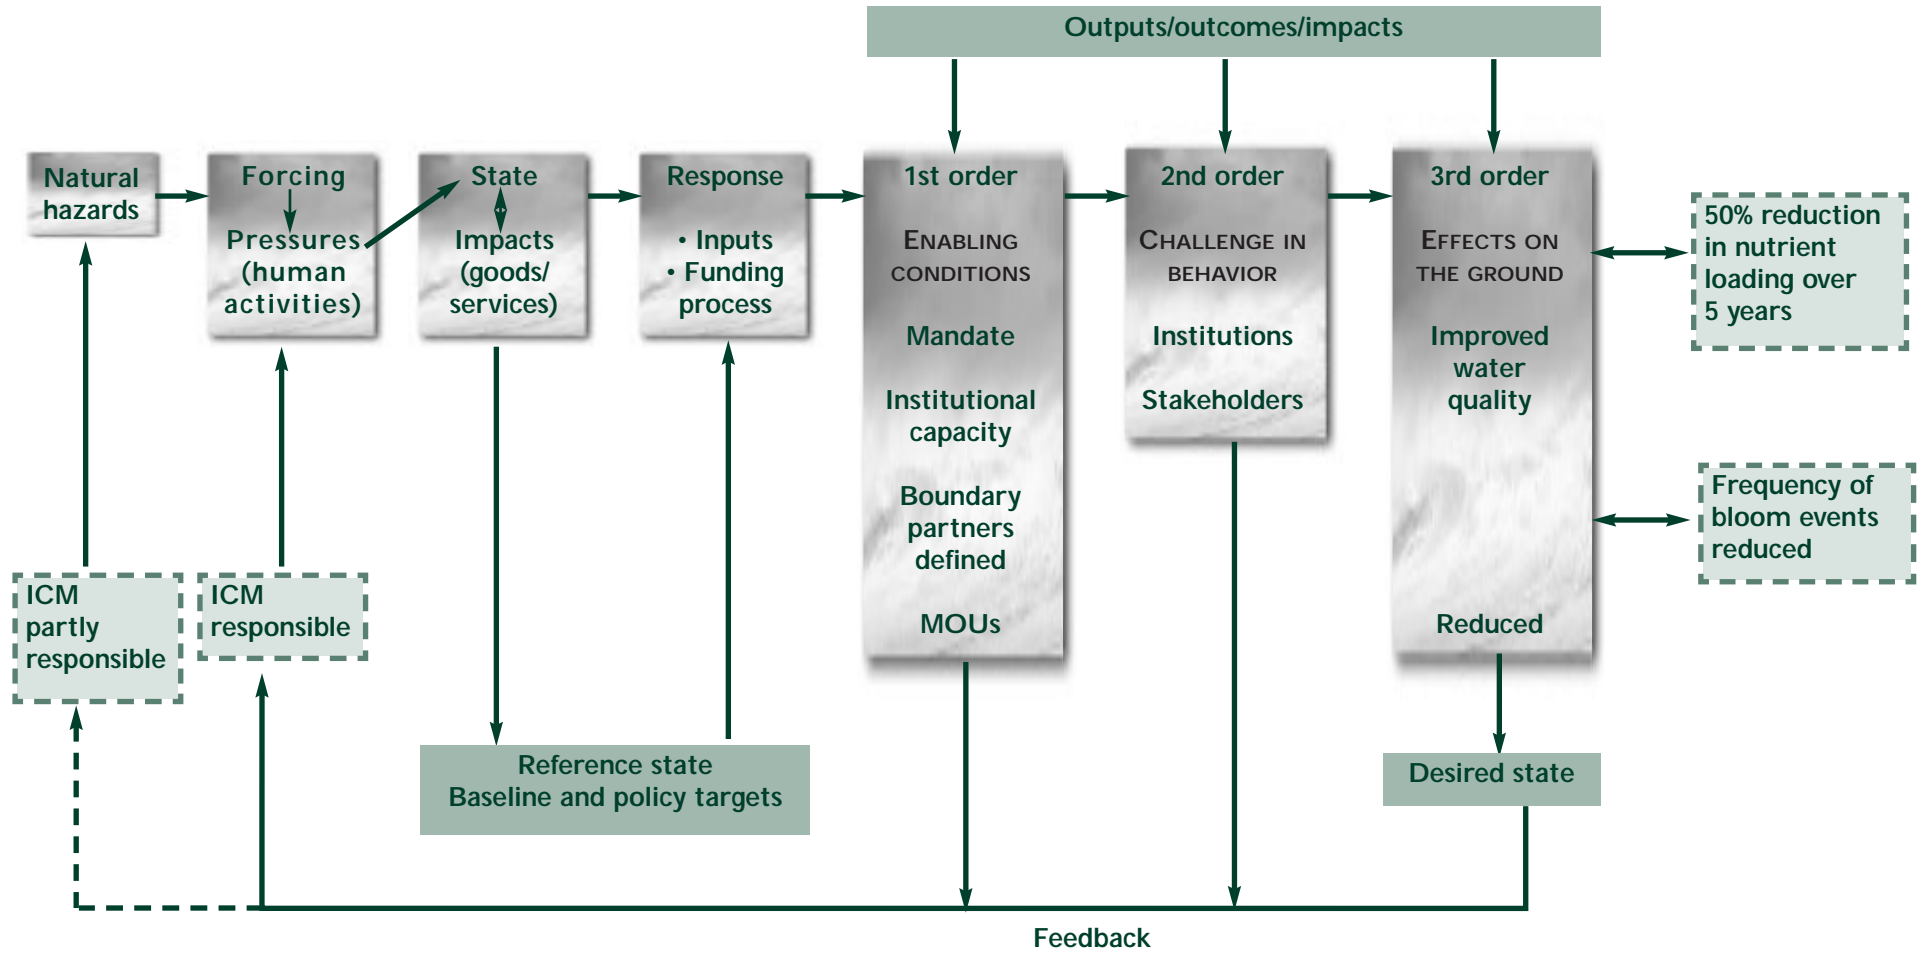 Outputs/outcomes/impacts
Natural
hazards
Forcing
Pressures
(human
activities)
State
Impacts
(goods/
services)
Response
• Inputs
• Funding
process
1st order
ENABLING
CONDITIONS
Mandate
Institutional
capacity
Boundary
partners
defined
MOUs
2nd order
CHALLENGE IN
BEHAVIOR
Institutions
Stakeholders
3rd order
EFFECTS ON
THE GROUND
Improved
water
quality
Reduced
50% reduction
in nutrient
loading over
5 years
Frequency of
bloom events
reduced
ICM
partly
responsible
ICM
responsible
Reference state
Baseline and policy targets
Desired state
Feedback